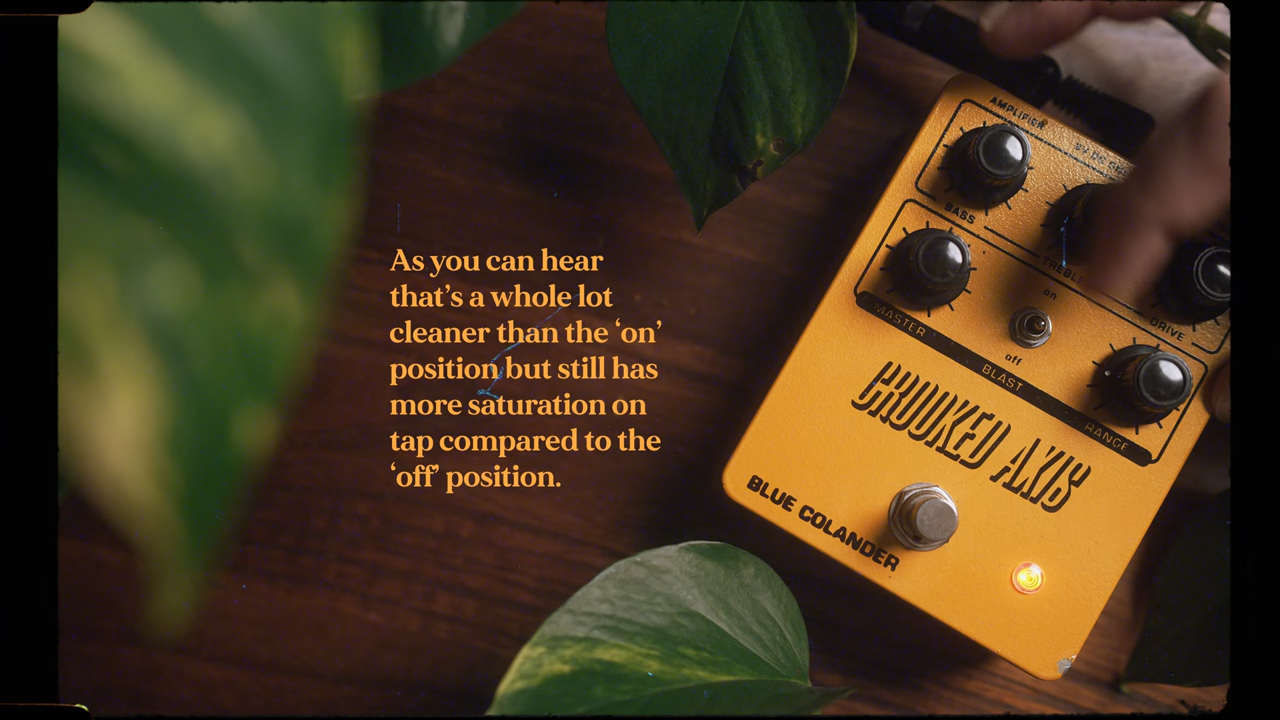 As you can hear
that’s a whole lot
cleaner than the ‘on’
position but still has
more saturation on
tap compared to the
‘off’ position.
AMPLIFIER
BASS
TREBLE
on
DRIVE
MASTER
off
BLAST
RANGE
CROOKED AXIS
BLUE COLANDER